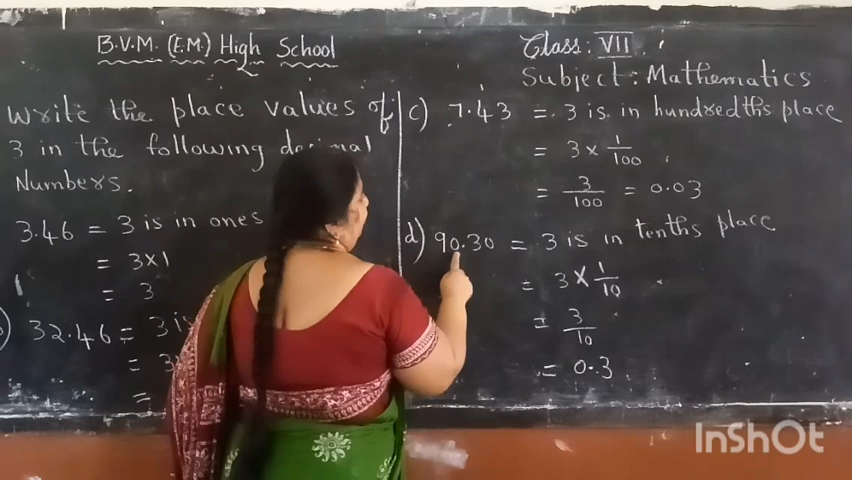 B.V.M. (E.M.) High School
Class: VII
Subject: Mathematics
Write the place values of
3 in the following decimal
Numbers.
3.46 = 3 is in ones
= 3×1
= 3
32.46 = 3 is
= 3
=
c) 7.43 = 3 is in hundredths place
= 3 × 1/100
= 3/100 = 0.03
d) 90.30 = 3 is in tenths place
= 3 × 1/10
= 3/10
= 0.3
InShOt